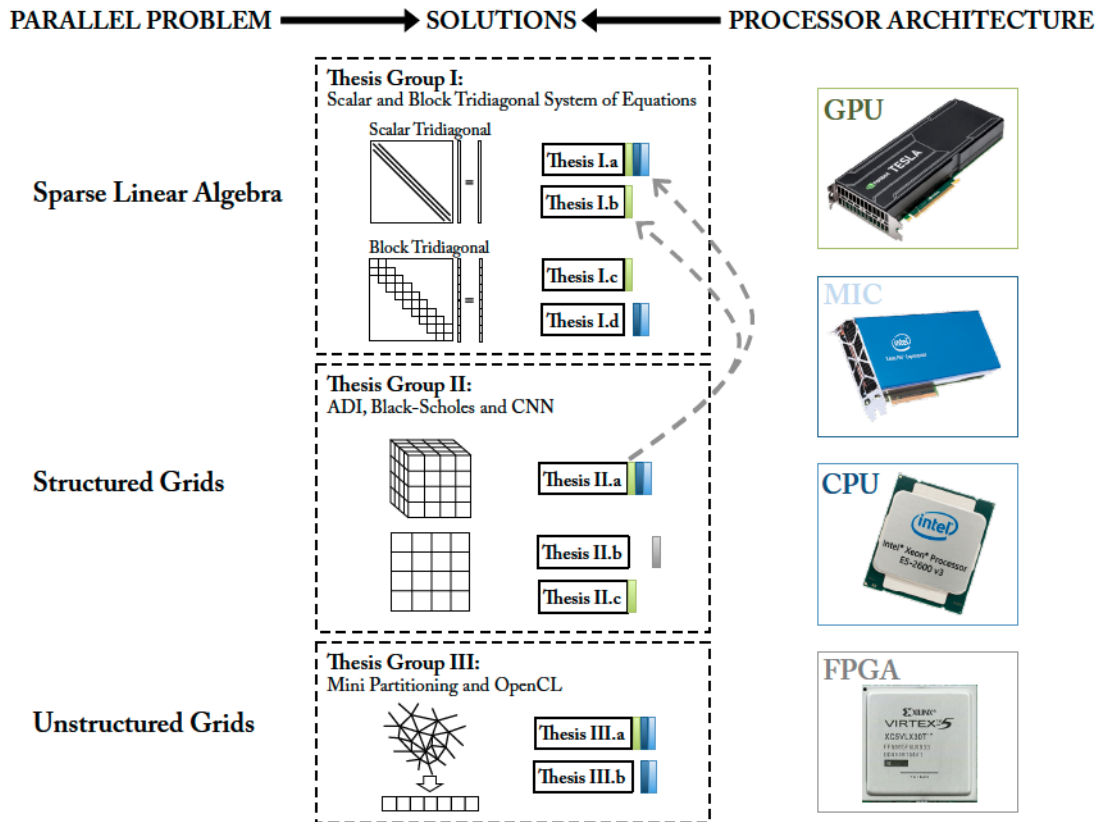 PARALLEL PROBLEM SOLUTIONS PROCESSOR ARCHITECTURE
Thesis Group I:
Scalar and Block Tridiagonal System of Equations
Scalar Tridiagonal
=
Thesis I.a
Thesis I.b
Sparse Linear Algebra
Block Tridiagonal
=
Thesis I.c
Thesis I.d
Thesis Group II:
ADI, Black-Scholes and CNN
Structured Grids
Thesis II.a
Thesis II.b
Thesis II.c
Thesis Group III:
Mini Partitioning and OpenCL
Unstructured Grids
Thesis III.a
Thesis III.b
GPU
TESLA
MIC
intel
CPU
intel
Intel® Xeon® Processor
E5-2600 v3
FPGA
XILINX®
VIRTEX 5